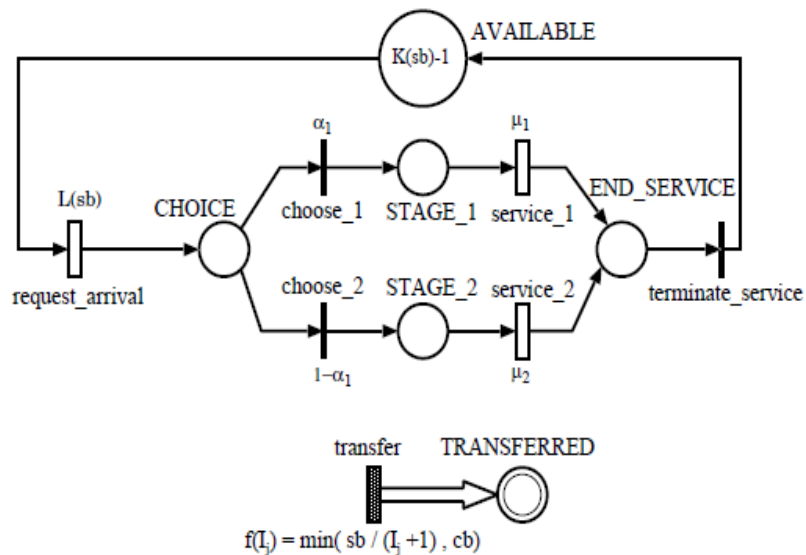 AVAILABLE
K(sb)-1
α₁
μ₁
L(sb)
CHOICE
END_SERVICE
choose_1
STAGE_1
service_1
request_arrival
choose_2
STAGE_2
service_2
terminate_service
1−α₁
μ₂
transfer
TRANSFERRED
f(Iⱼ) = min( sb / (Iⱼ +1) , cb)